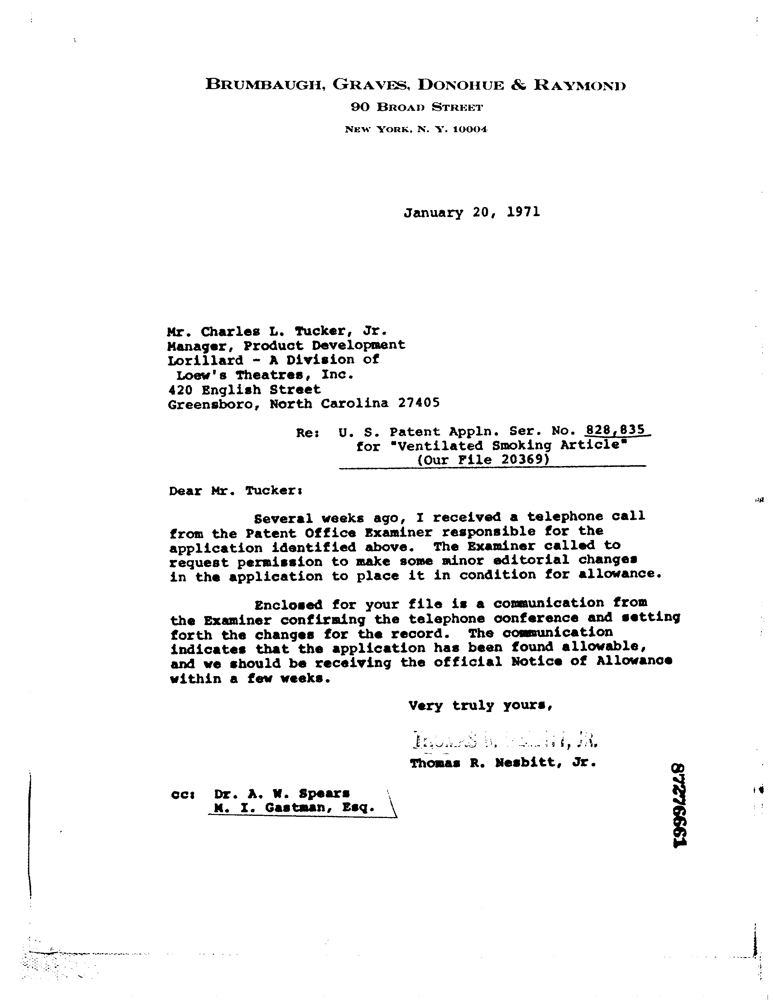 BRUMBAUGH, GRAVES, DONOHUE & RAYMOND
90 BROAD STREET
NEW YORK, N. Y. 10004
January 20, 1971
Mr. Charles L. Tucker, Jr.
Manager, Product Development
Lorillard - A Division of
Loew's Theatres, Inc.
420 English Street
Greensboro, North Carolina 27405
Re: U. S. Patent Appln. Ser. No. 828,835
for "Ventilated Smoking Article"
(Our File 20369)
Dear Mr. Tucker:
Several weeks ago, I received a telephone call
from the Patent Office Examiner responsible for the
application identified above. The Examiner called to
request permission to make some minor editorial changes
in the application to place it in condition for allowance.
Enclosed for your file is a communication from
the Examiner confirming the telephone conference and setting
forth the changes for the record. The communication
indicates that the application has been found allowable,
and we should be receiving the official Notice of Allowance
within a few weeks.
Very truly yours,
THOMAS R. NESBITT, JR.
Thomas R. Nesbitt, Jr.
cc: Dr. A. W. Spears
M. I. Gastman, Esq.
87276661